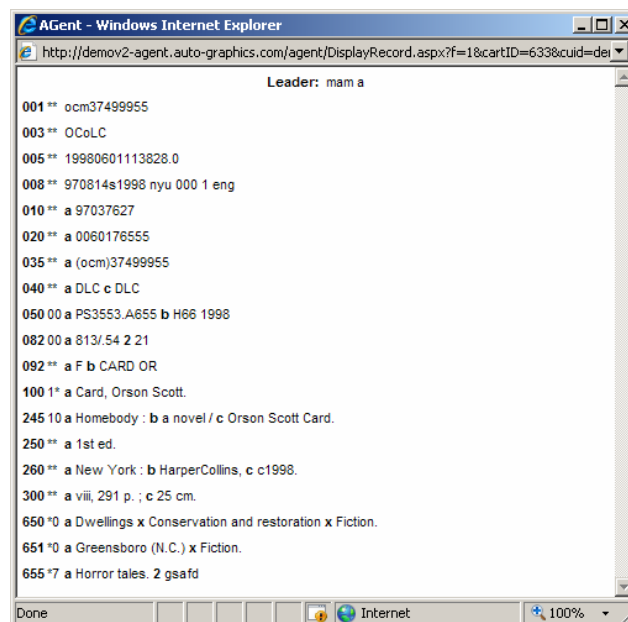 AGent - Windows Internet Explorer
http://demov2-agent.auto-graphics.com/agent/DisplayRecord.aspx?f=1&cartID=633&cuid=de
Leader: mam a
001 ** ocm37499955
003 ** OCoLC
005 ** 19980601113828.0
008 ** 970814s1998 nyu 000 1 eng
010 ** a 97037627
020 ** a 0060176555
035 ** a (ocm)37499955
040 ** a DLC c DLC
050 00 a PS3553.A655 b H66 1998
082 00 a 813/.54 2 21
092 ** a F b CARD OR
100 1* a Card, Orson Scott.
245 10 a Homebody : b a novel / c Orson Scott Card.
250 ** a 1st ed.
260 ** a New York : b HarperCollins, c c1998.
300 ** a viii, 291 p. ; c 25 cm.
650 *0 a Dwellings x Conservation and restoration x Fiction.
651 *0 a Greensboro (N.C.) x Fiction.
655 *7 a Horror tales. 2 gsafd
Done Internet 100%